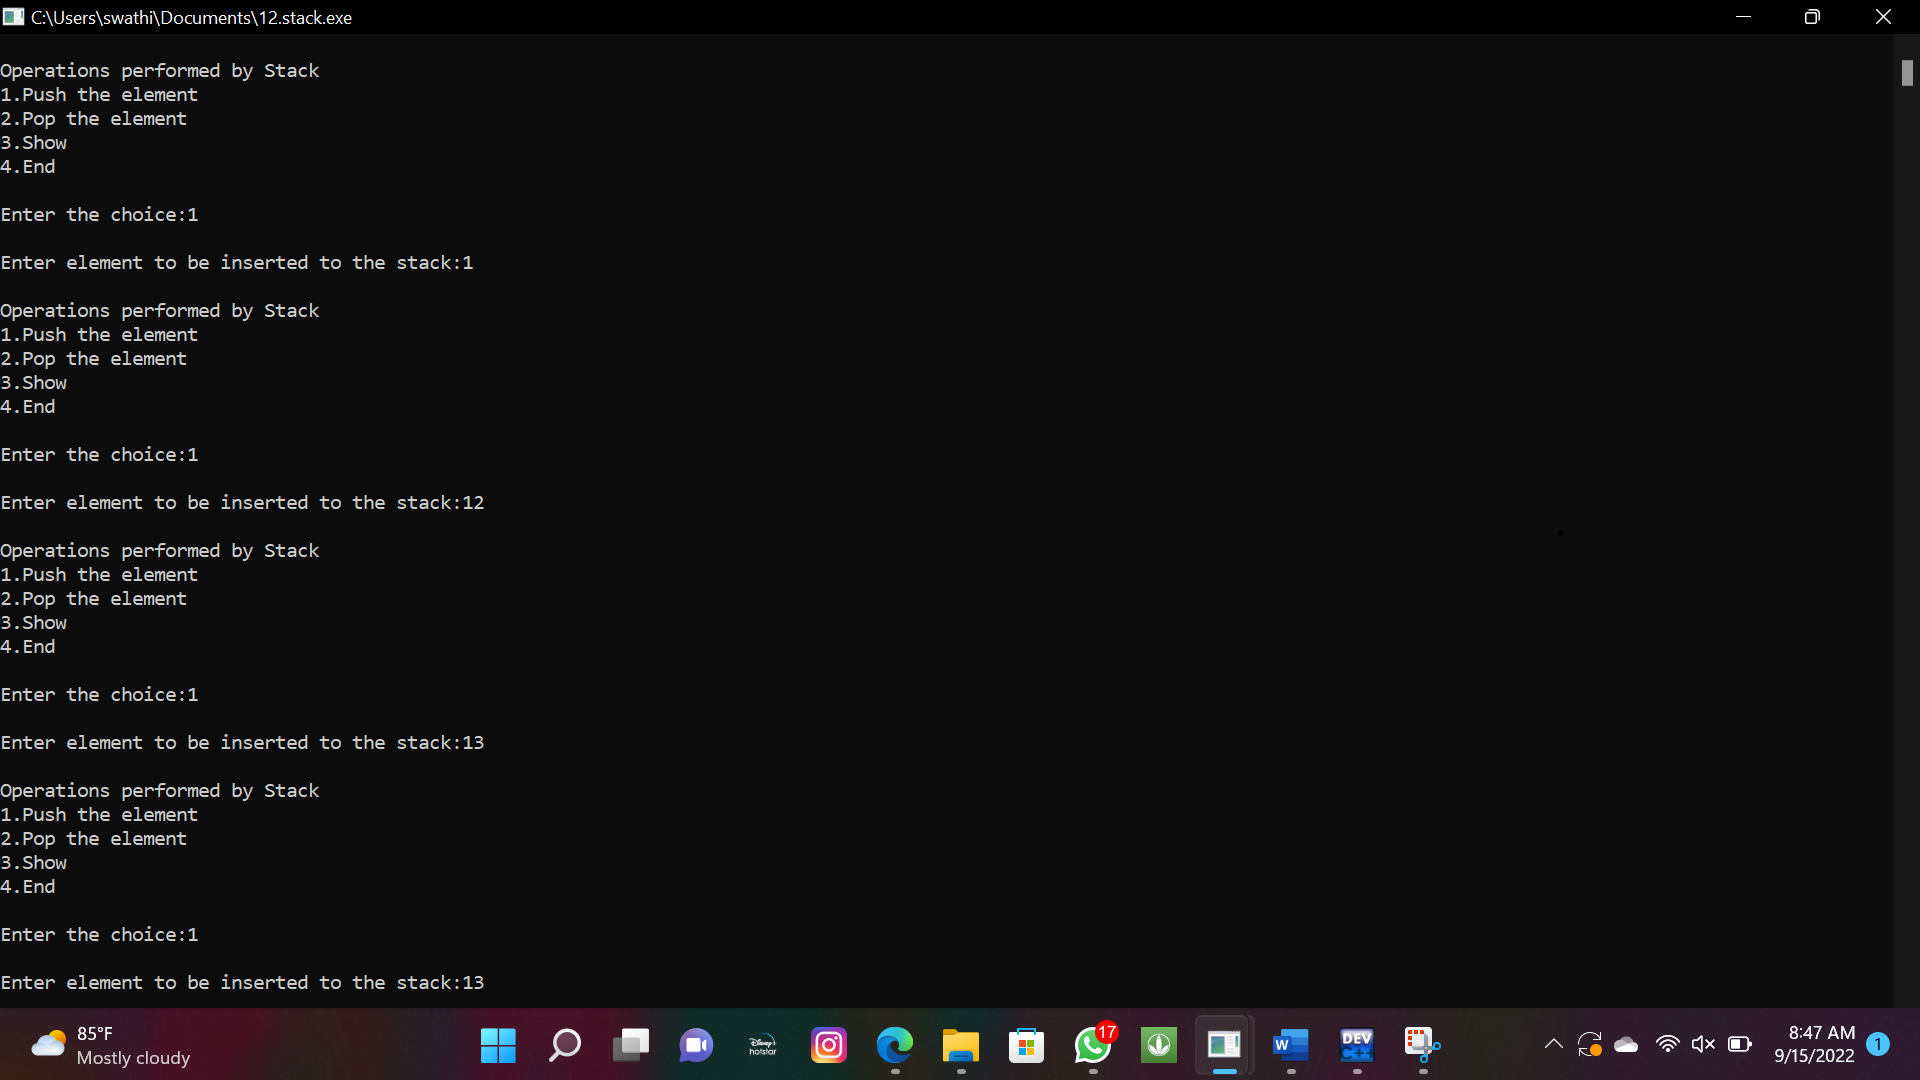 C:\Users\swathi\Documents\12.stack.exe
Operations performed by Stack
1.Push the element
2.Pop the element
3.Show
4.End
Enter the choice:1
Enter element to be inserted to the stack:1
Operations performed by Stack
1.Push the element
2.Pop the element
3.Show
4.End
Enter the choice:1
Enter element to be inserted to the stack:12
Operations performed by Stack
1.Push the element
2.Pop the element
3.Show
4.End
Enter the choice:1
Enter element to be inserted to the stack:13
Operations performed by Stack
1.Push the element
2.Pop the element
3.Show
4.End
Enter the choice:1
Enter element to be inserted to the stack:13
85°F
Mostly cloudy
Disney+
hotstar
17
W
DEV
C++
8:47 AM
9/15/2022
1